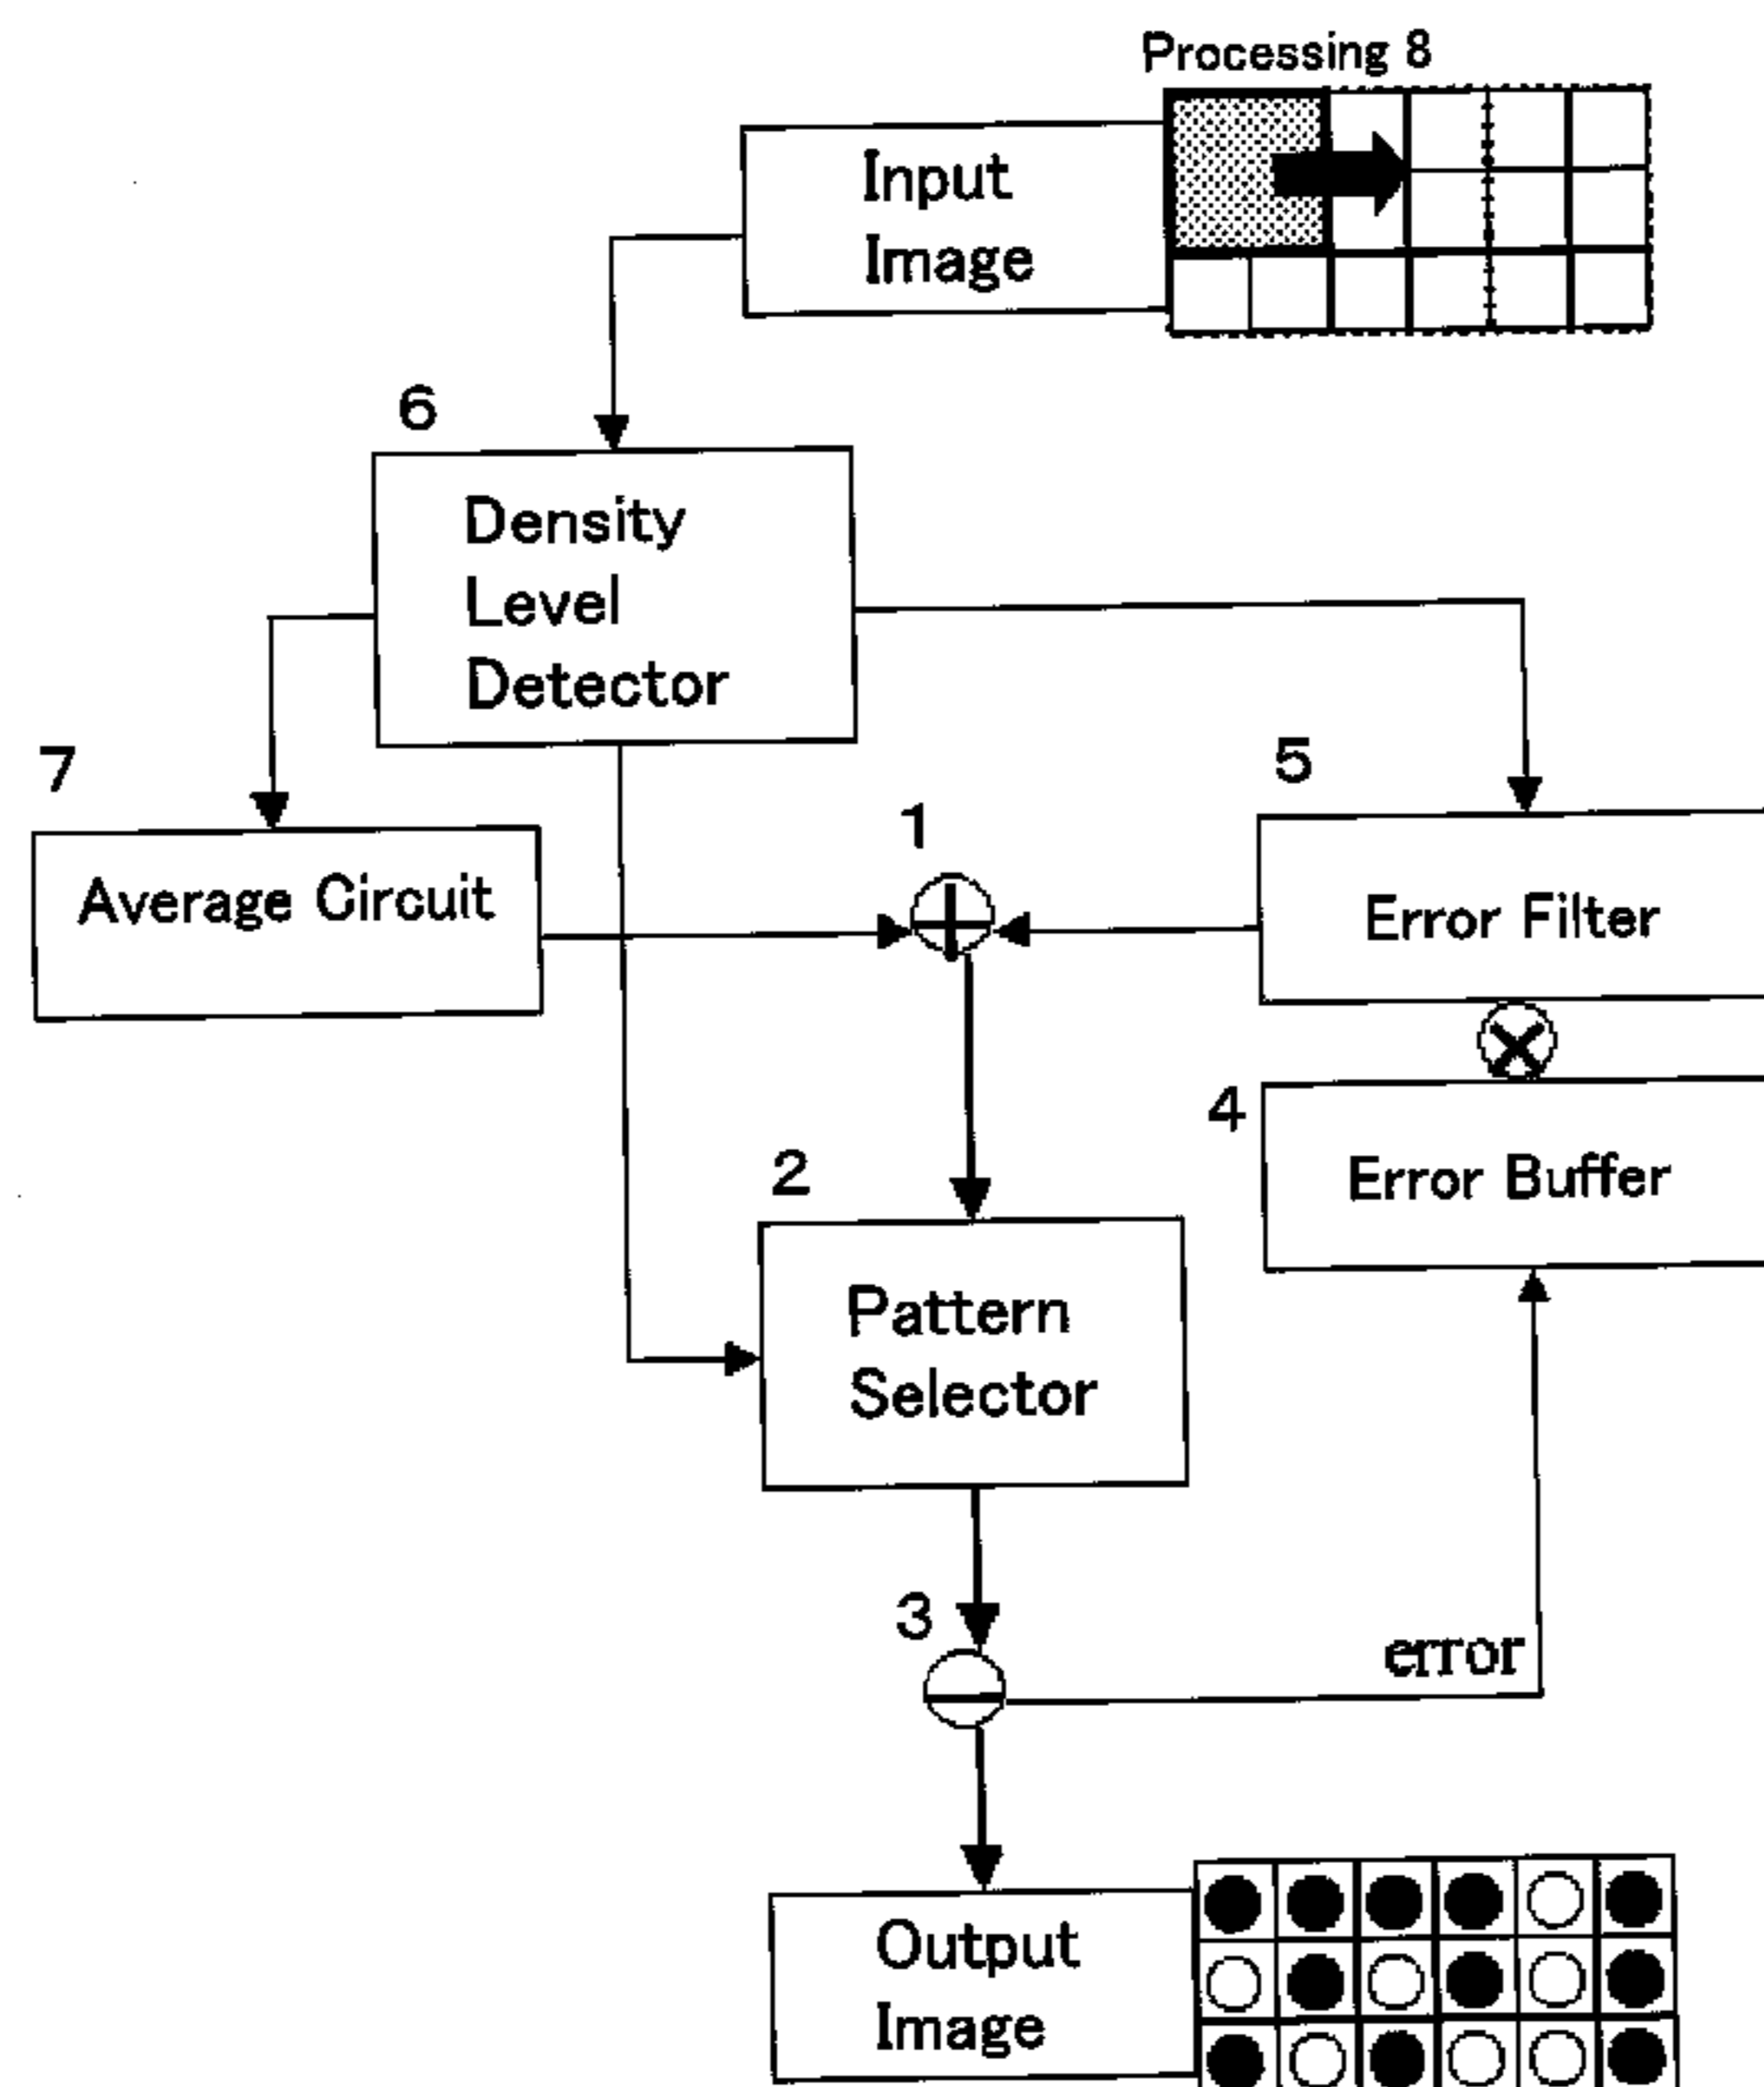 Processing 8
Input
Image
6
Density
Level
Detector
7
Average Circuit
1
5
Error Filter
4
Error Buffer
2
Pattern
Selector
3
error
Output
Image